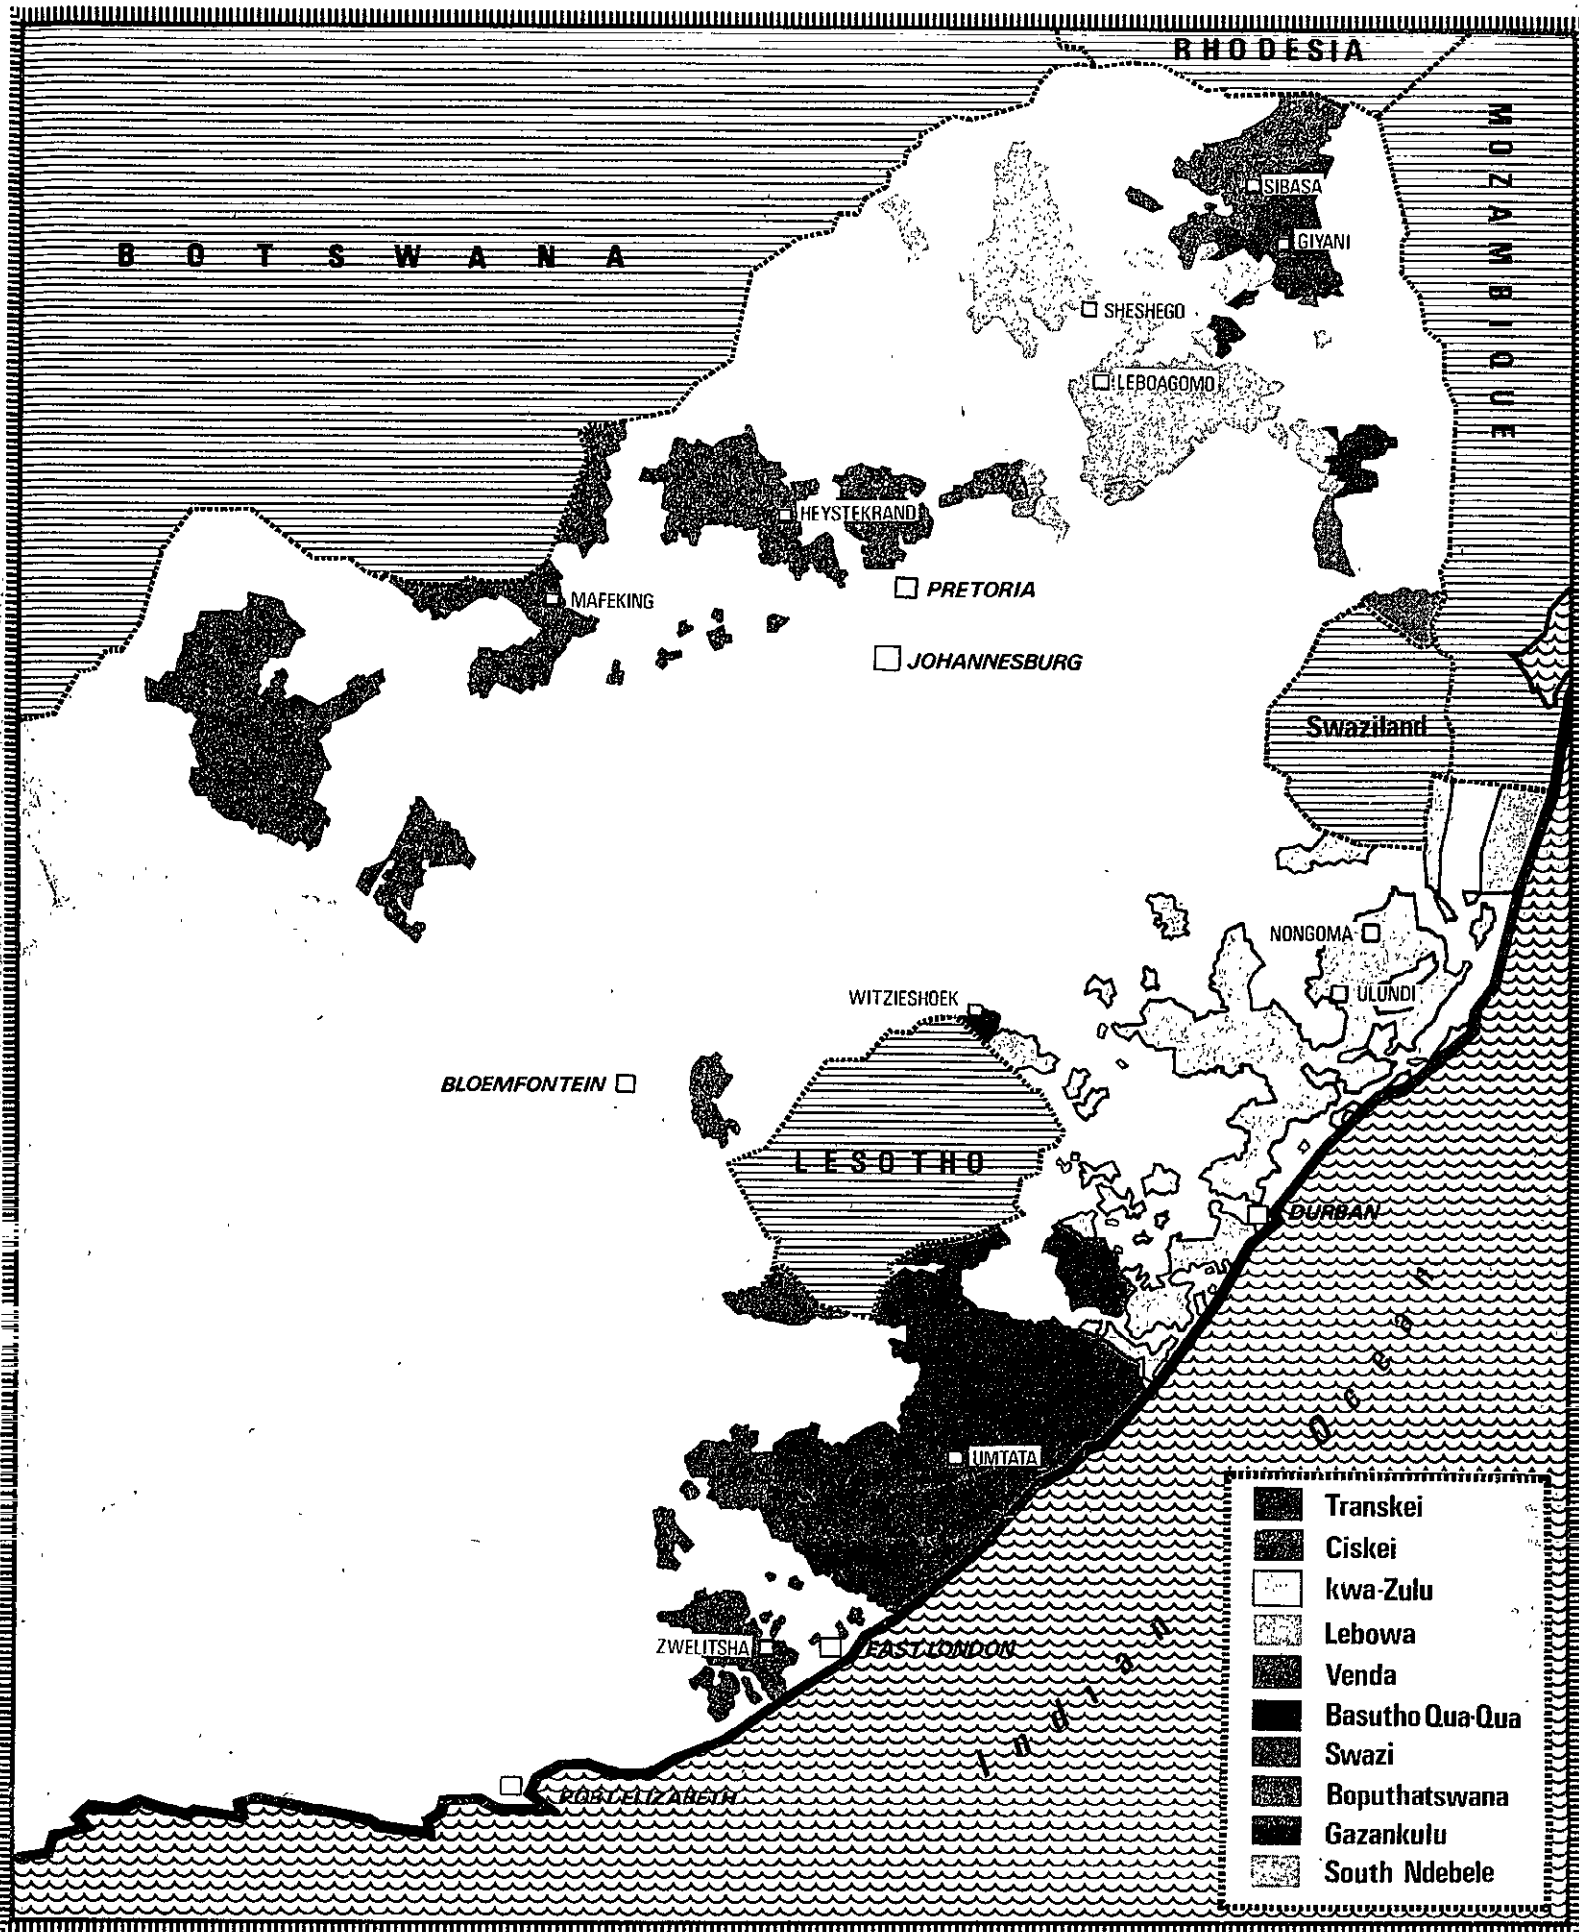 RHODESIA
MOZAMBIQUE
BOTSWANA
SIBASA
GIYANI
SHESHEGO
LEBOAGOMO
HEYSTEKRAND
MAFEKING
PRETORIA
JOHANNESBURG
Swaziland
NONGOMA
ULUNDI
WITZIESHOEK
BLOEMFONTEIN
LESOTHO
DURBAN
UMTATA
ZWELITSHA
EAST LONDON
PORT ELIZABETH
Indian Ocean
Transkei
Ciskei
kwa-Zulu
Lebowa
Venda
Basutho Qua-Qua
Swazi
Boputhatswana
Gazankulu
South Ndebele